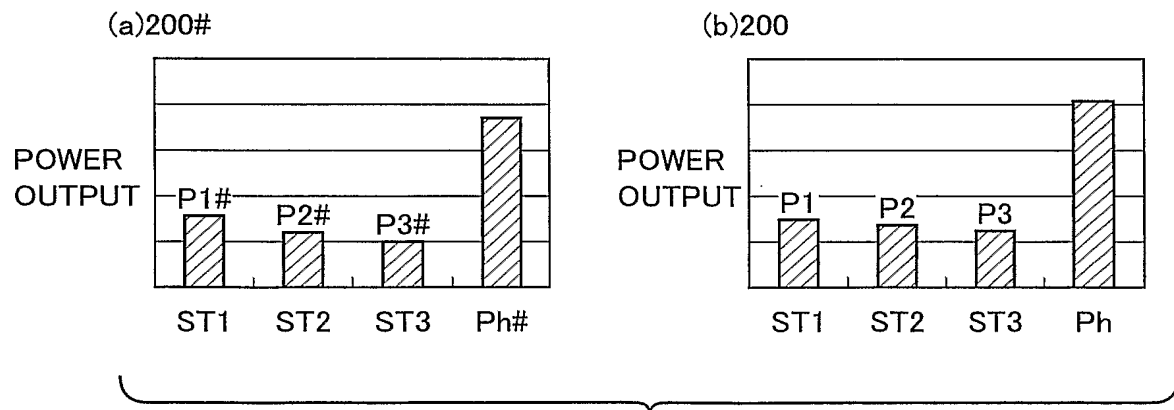 (a)200#
POWER
OUTPUT
P1#
P2#
P3#
ST1
ST2
ST3
Ph#
(b)200
POWER
OUTPUT
P1
P2
P3
ST1
ST2
ST3
Ph